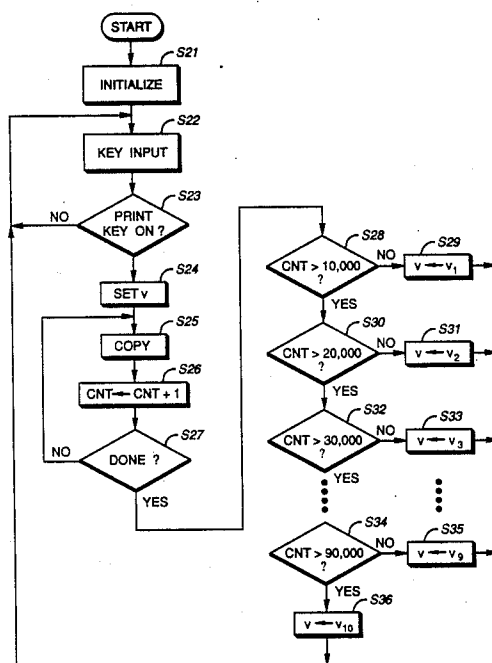 START
S21
INITIALIZE
S22
KEY INPUT
S23
PRINT
KEY ON ?
NO
S24
SET v
S25
COPY
S26
CNT ← CNT + 1
S27
DONE ?
NO
YES
S28
CNT > 10,000
?
NO
YES
S29
v ← v₁
S30
CNT > 20,000
?
NO
YES
S31
v ← v₂
S32
CNT > 30,000
?
NO
YES
S33
v ← v₃
S34
CNT > 90,000
?
NO
YES
S35
v ← v₉
S36
v ← v₁₀